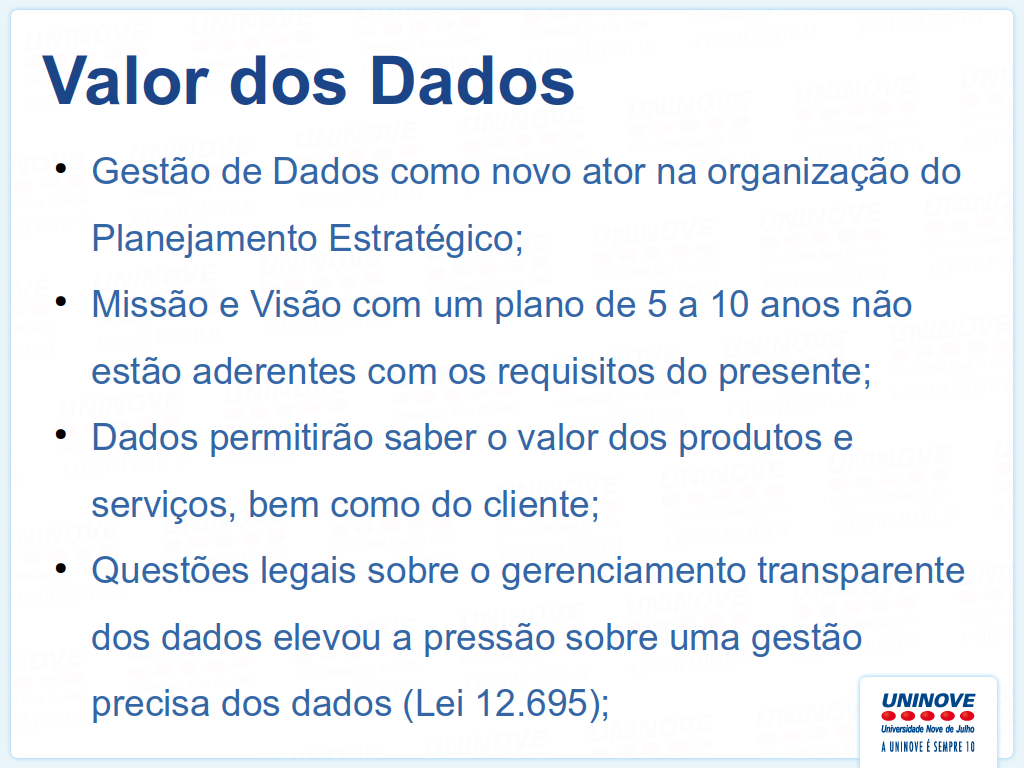 Valor dos Dados
• Gestão de Dados como novo ator na organização do
Planejamento Estratégico;
• Missão e Visão com um plano de 5 a 10 anos não
estão aderentes com os requisitos do presente;
• Dados permitirão saber o valor dos produtos e
serviços, bem como do cliente;
• Questões legais sobre o gerenciamento transparente
dos dados elevou a pressão sobre uma gestão
precisa dos dados (Lei 12.695);
UNINOVE
Universidade Nove de Julho
A UNINOVE É SEMPRE 10